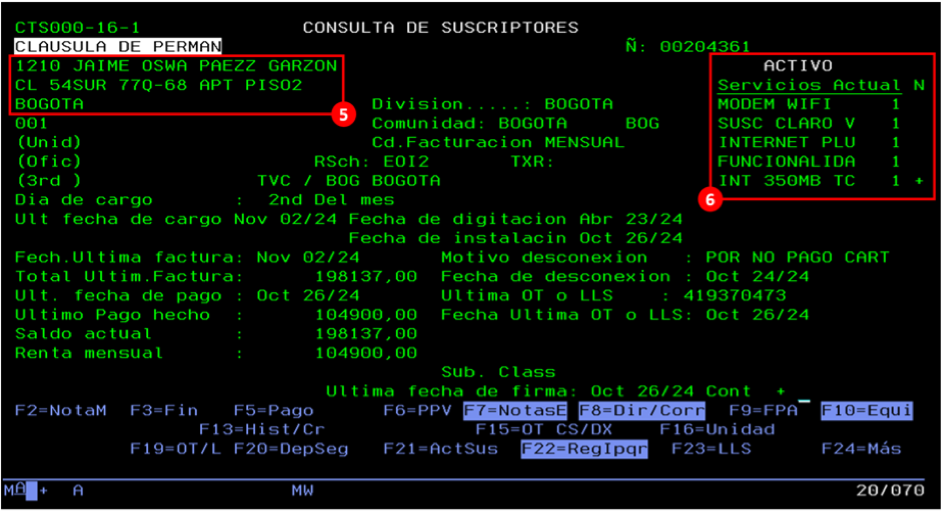 CTS000-16-1 CONSULTA DE SUSCRIPTORES
CLAUSULA DE PERMAN Ñ: 00204361
1210 JAIME OSWA PAEZZ GARZON ACTIVO
CL 54SUR 77Q-68 APT PISO2 Servicios Actual N
BOGOTA Division.....: BOGOTA MODEM WIFI 1
5
001 Comunidad: BOGOTA BOG SUSC CLARO V 1
(Unid) Cd.Facturacion MENSUAL INTERNET PLU 1
(Ofic) RSch: EOI2 TXR: FUNCIONALIDA 1
(3rd ) TVC / BOG BOGOTA INT 350MB TC 1 +
6
Dia de cargo : 2nd Del mes
Ult fecha de cargo Nov 02/24 Fecha de digitacion Abr 23/24
Fecha de instalacin Oct 26/24
Fech.Ultima factura: Nov 02/24 Motivo desconexion : POR NO PAGO CART
Total Ultim.Factura: 198137,00 Fecha de desconexion : Oct 24/24
Ult. fecha de pago : Oct 26/24 Ultima OT o LLS : 419370473
Ultimo Pago hecho : 104900,00 Fecha Ultima OT o LLS: Oct 26/24
Saldo actual : 198137,00
Renta mensual : 104900,00
Sub. Class
Ultima fecha de firma: Oct 26/24 Cont +
F2=NotaM F3=Fin F5=Pago F6=PPV F7=NotasE F8=Dir/Corr F9=FPA F10=Equi
F13=Hist/Cr F15=OT CS/DX F16=Unidad
F19=OT/L F20=DepSeg F21=ActSus F22=RegIpqr F23=LLS F24=Más
MA + A MW 20/070